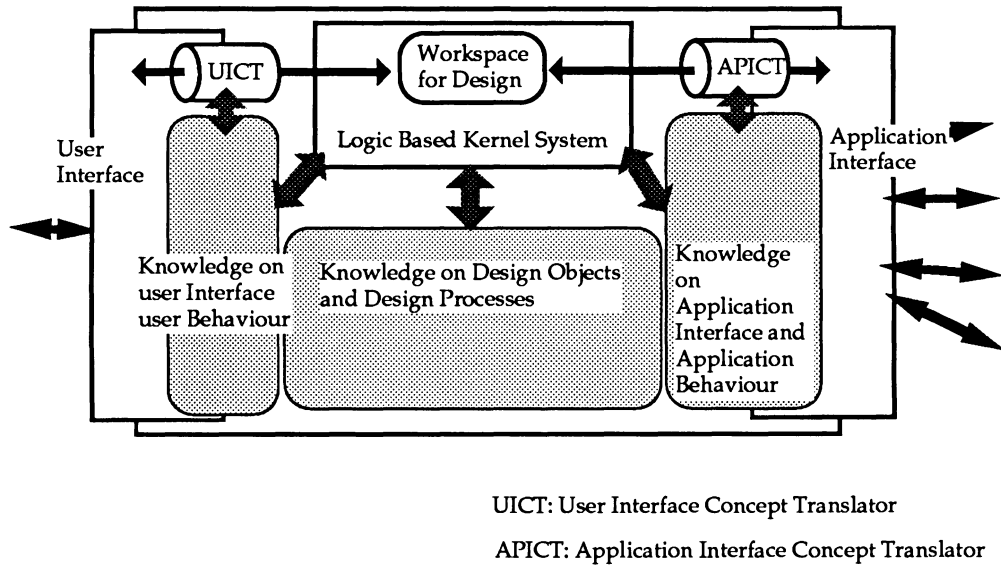 UICT
Workspace
for Design
APICT
Logic Based Kernel System
User
Interface
Application
Interface
Knowledge on
user Interface
user Behaviour
Knowledge on Design Objects
and Design Processes
Knowledge
on
Application
Interface and
Application
Behaviour
UICT: User Interface Concept Translator
APICT: Application Interface Concept Translator